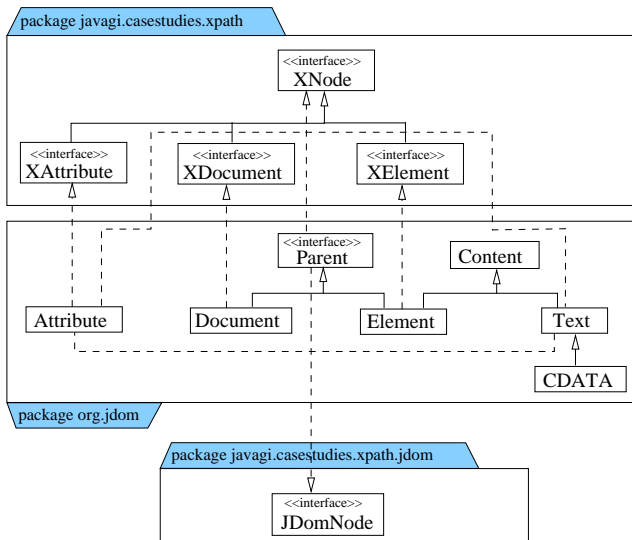 package javagi.casestudies.xpath
<<interface>>
XNode
<<interface>>
XAttribute
<<interface>>
XDocument
<<interface>>
XElement
<<interface>>
Parent
Content
Attribute
Document
Element
Text
CDATA
package org.jdom
package javagi.casestudies.xpath.jdom
<<interface>>
JDomNode